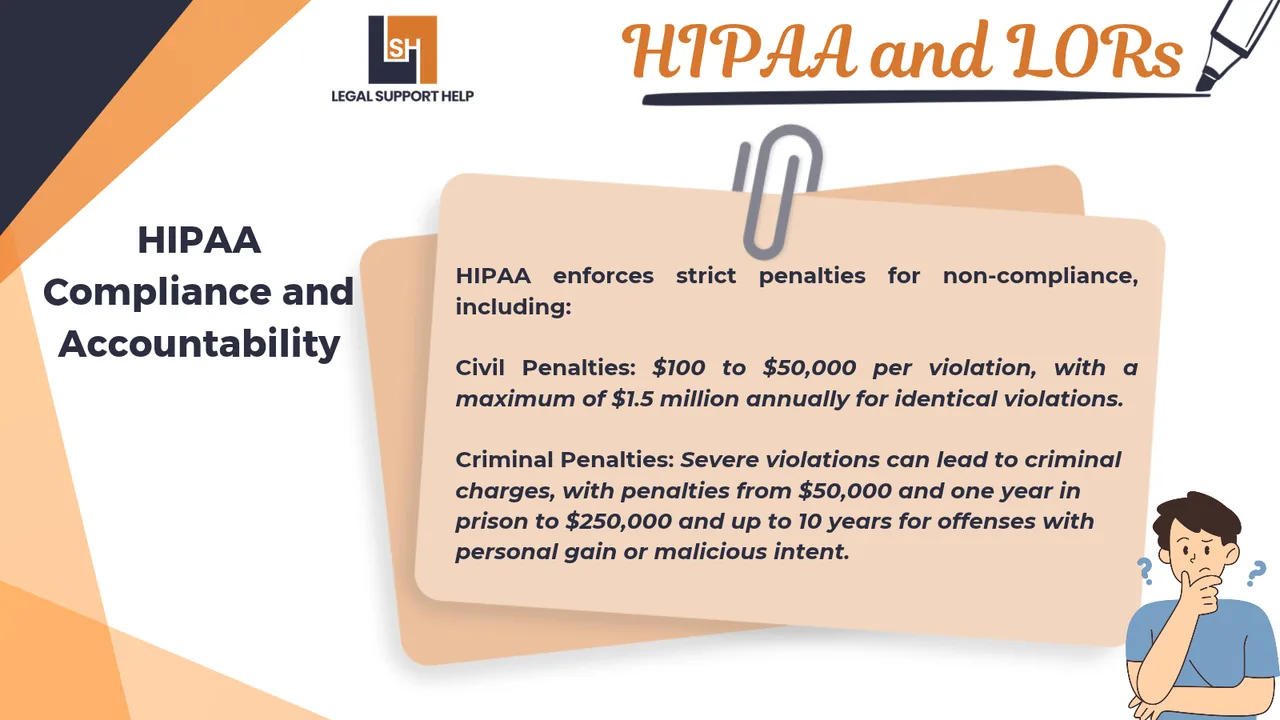 SH
LEGAL SUPPORT HELP
HIPAA and LORs
HIPAA
Compliance and
Accountability
HIPAA enforces strict penalties for non-compliance,
including:
Civil Penalties: $100 to $50,000 per violation, with a
maximum of $1.5 million annually for identical violations.
Criminal Penalties: Severe violations can lead to criminal
charges, with penalties from $50,000 and one year in
prison to $250,000 and up to 10 years for offenses with
personal gain or malicious intent.
? ?